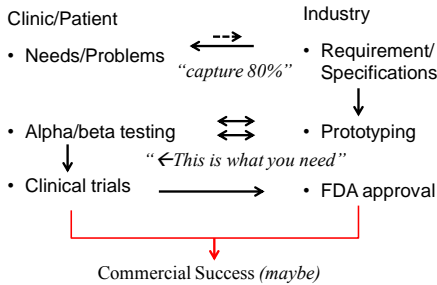 Clinic/Patient Industry
• Needs/Problems • Requirement/
Specifications
“capture 80%”
• Alpha/beta testing • Prototyping
“ ←This is what you need”
• Clinical trials • FDA approval
Commercial Success (maybe)